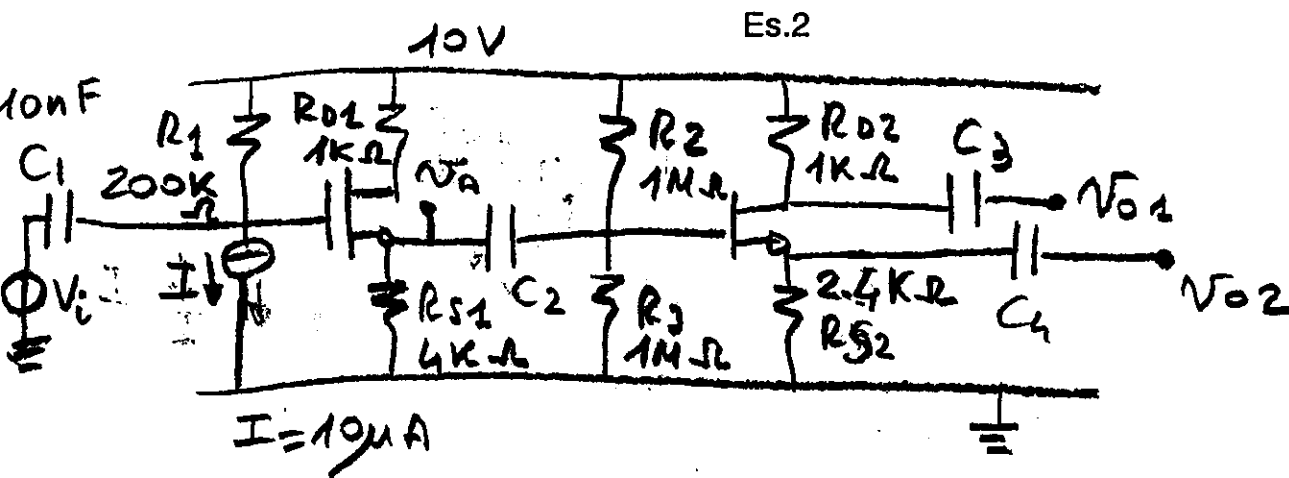 Es.2
10V
10nF
C1
R1
200K
Ω
RD1
1KΩ
va
R2
1MΩ
RD2
1KΩ
C3
vo1
Vi
I
RS1
4KΩ
C2
R3
1MΩ
2.4KΩ
RS2
C4
vo2
I=10μA